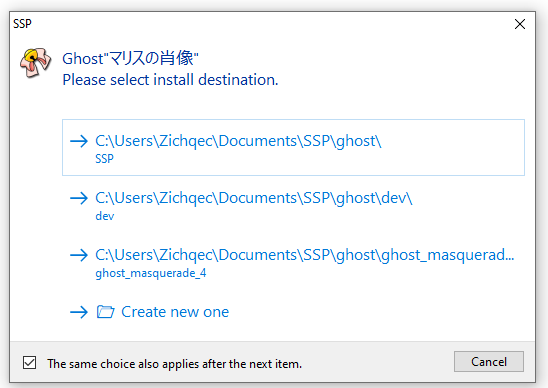 SSP
Ghost"マリスの肖像"
Please select install destination.
C:\Users\Zichqec\Documents\SSP\ghost\
SSP
C:\Users\Zichqec\Documents\SSP\ghost\dev\
dev
C:\Users\Zichqec\Documents\SSP\ghost\ghost_masquerad...
ghost_masquerade_4
Create new one
The same choice also applies after the next item.
Cancel